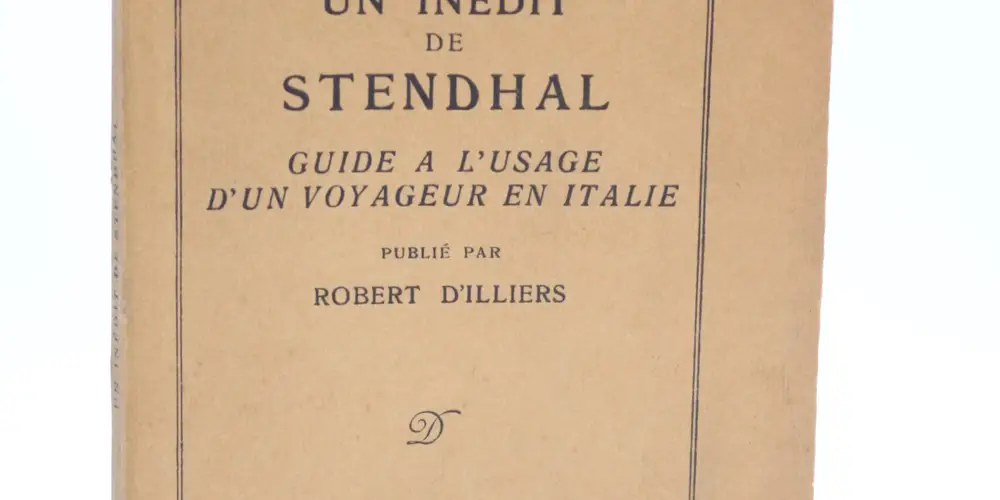 UN INÉDIT
DE
STENDHAL
GUIDE A L'USAGE
D'UN VOYAGEUR EN ITALIE
PUBLIÉ PAR
ROBERT D'ILLIERS
D
UN INÉDIT DE STENDHAL